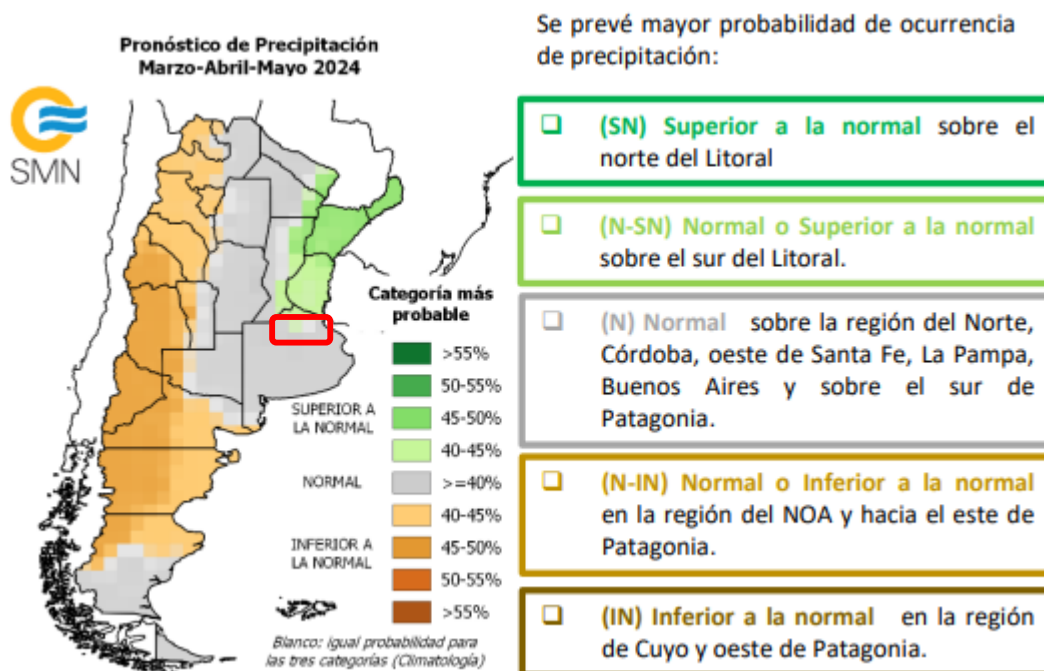 Pronóstico de Precipitación
Marzo-Abril-Mayo 2024
SMN
Categoría más
probable
>55%
50-55%
SUPERIOR A
LA NORMAL
45-50%
40-45%
NORMAL
>=40%
40-45%
INFERIOR A
LA NORMAL
45-50%
50-55%
>55%
Blanco: igual probabilidad para
las tres categorías (Climatología)
Se prevé mayor probabilidad de ocurrencia
de precipitación:
(SN) Superior a la normal sobre el
norte del Litoral
(N-SN) Normal o Superior a la normal
sobre el sur del Litoral.
(N) Normal sobre la región del Norte,
Córdoba, oeste de Santa Fe, La Pampa,
Buenos Aires y sobre el sur de
Patagonia.
(N-IN) Normal o Inferior a la normal
en la región del NOA y hacia el este de
Patagonia.
(IN) Inferior a la normal en la región
de Cuyo y oeste de Patagonia.